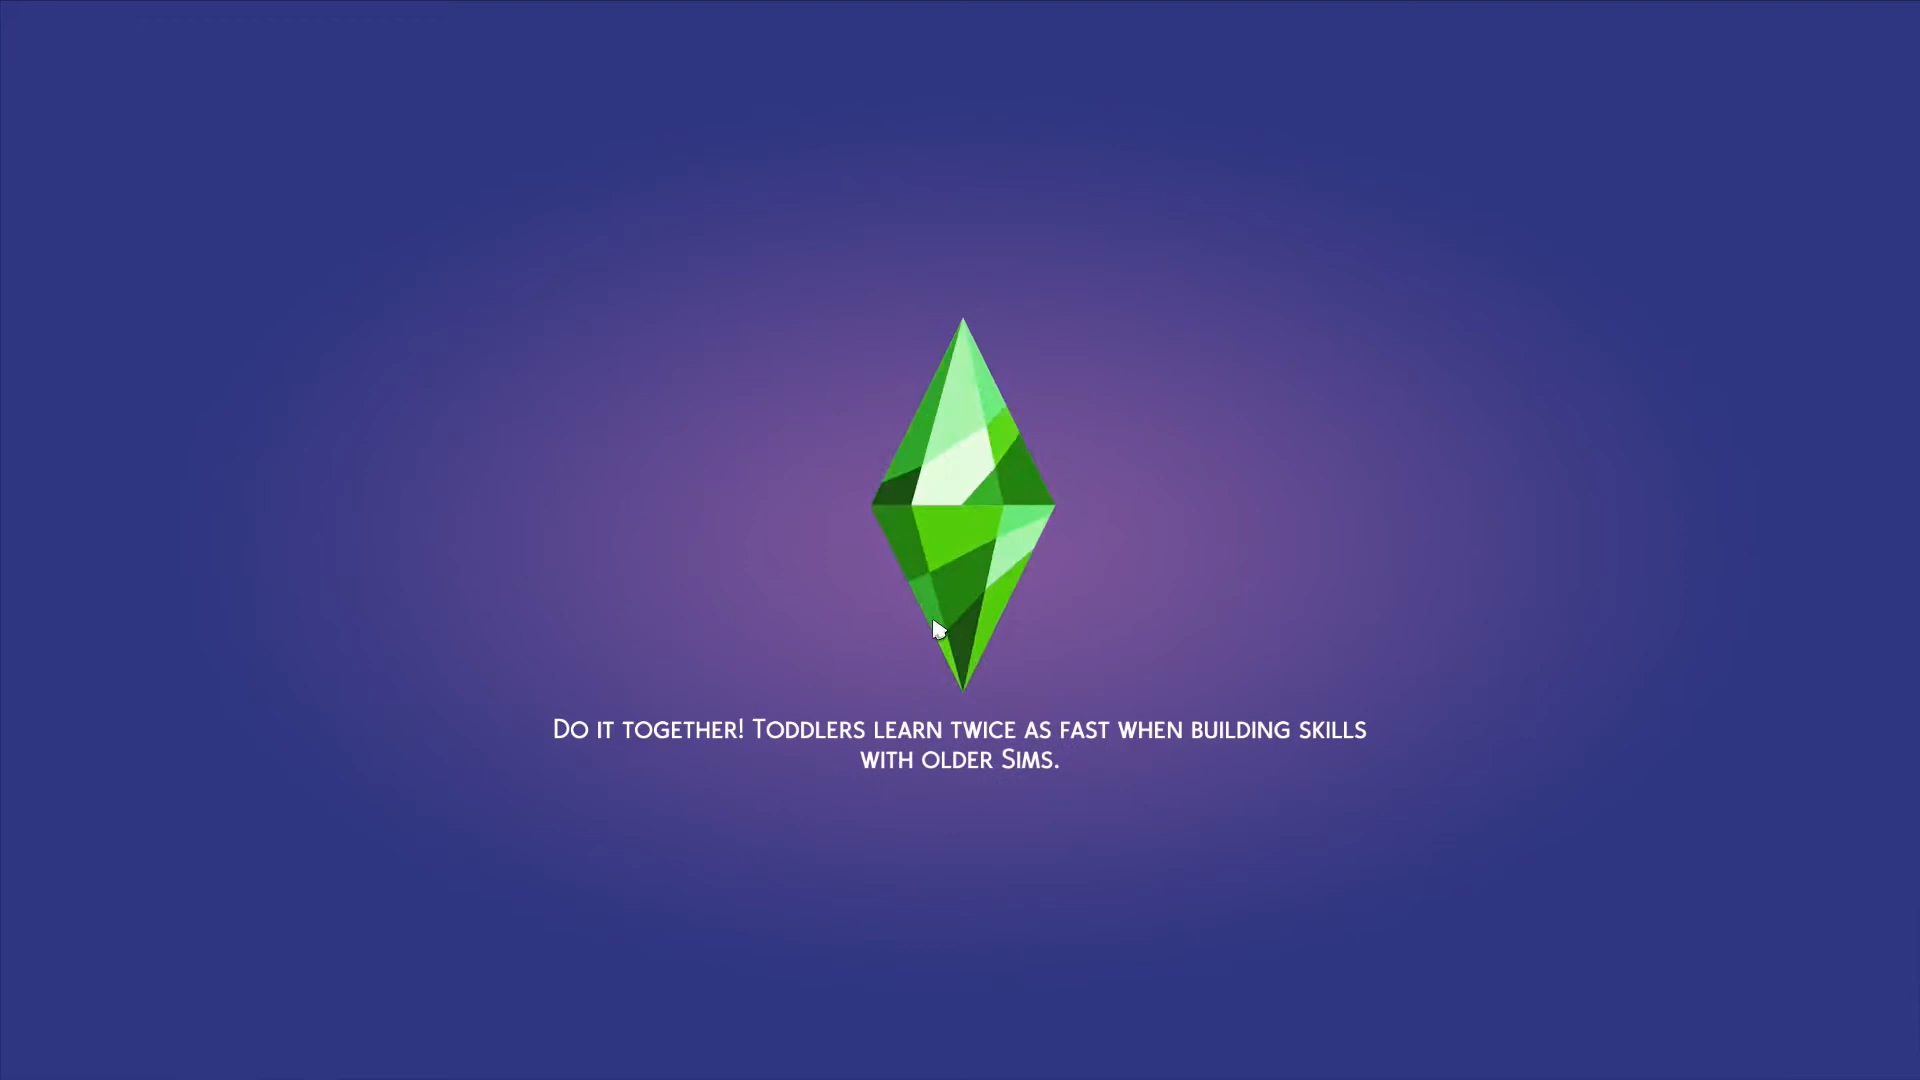 Do it together! Toddlers learn twice as fast when building skills
with older Sims.